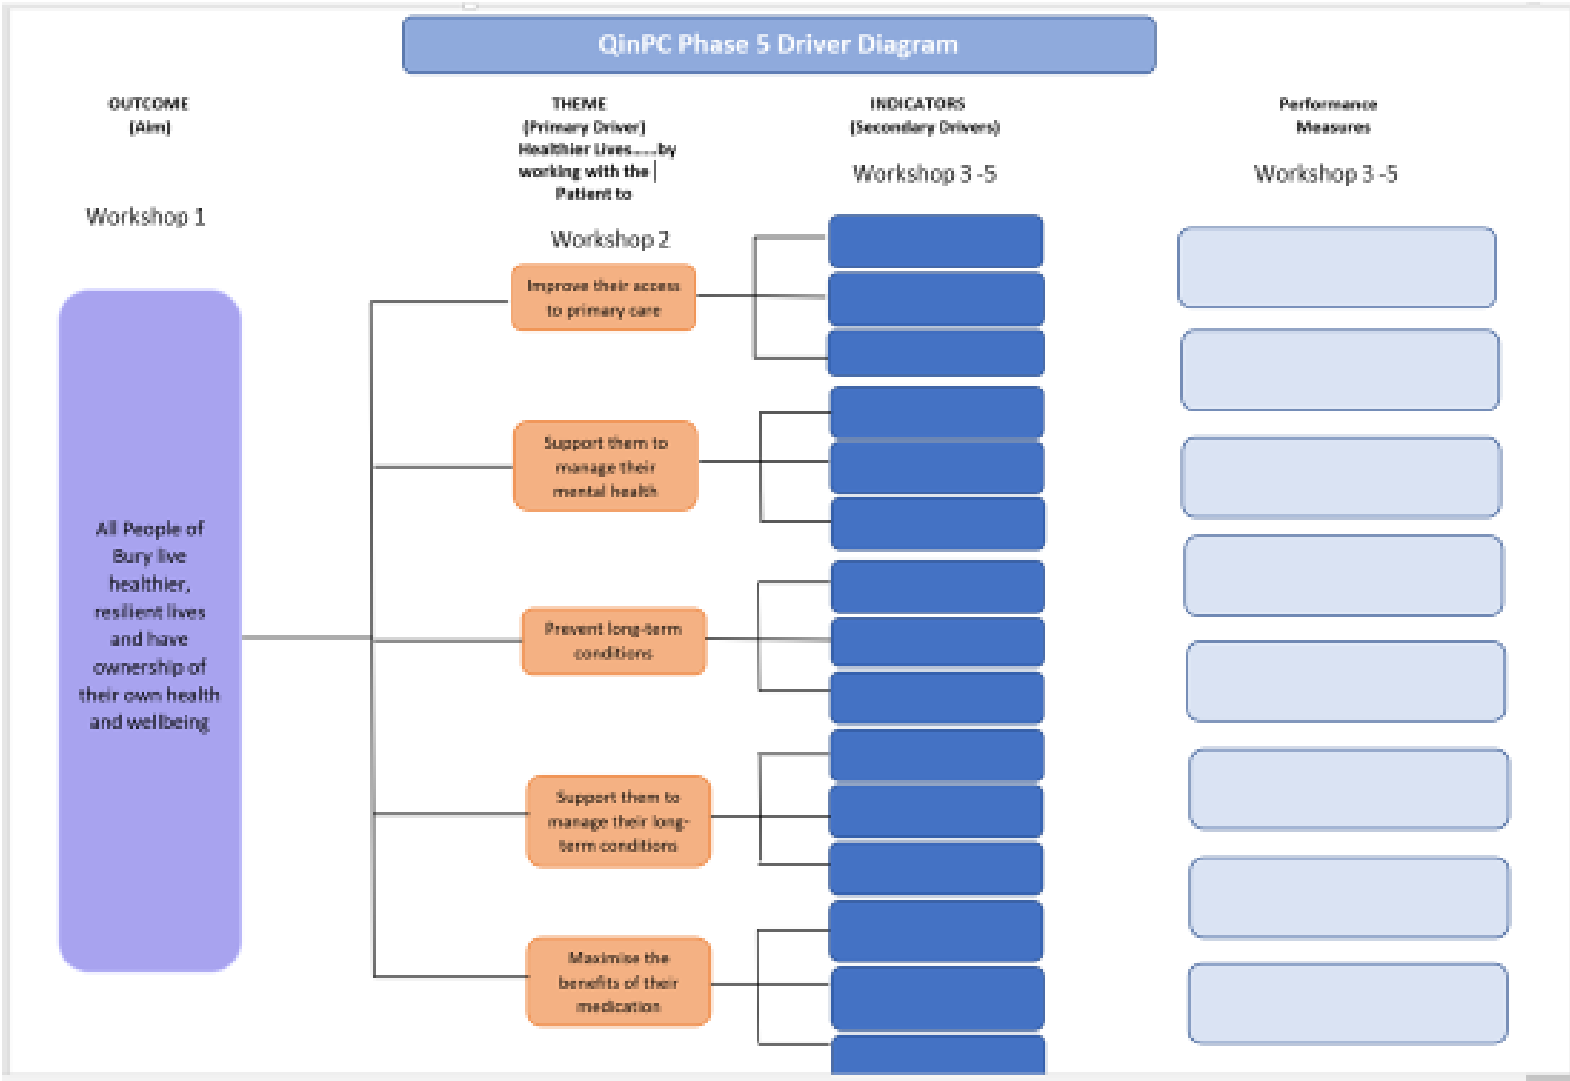 QinPC Phase 5 Driver Diagram
OUTCOME
(Aim)
Workshop 1
THEME
(Primary Driver)
Healthier Lives.....by
working with the
Patient to
Workshop 2
INDICATORS
(Secondary Drivers)
Workshop 3 -5
Performance
Measures
Workshop 3 -5
All People of
Bury live
healthier,
resilient lives
and have
ownership of
their own health
and wellbeing
Improve their access
to primary care
Support them to
manage their
mental health
Prevent long-term
conditions
Support them to
manage their long-
term conditions
Maximise the
benefits of their
medication